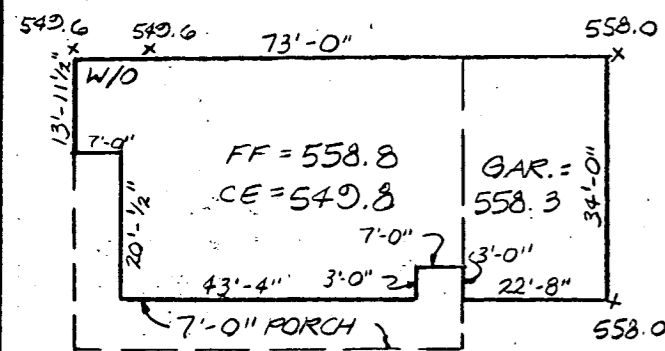 549.6 549.6 73'-0" 558.0
W/O
13'-11½"
7'-0"
FF = 558.8
CE = 549.8
GAR. =
558.3
34'-0"
20'-½"
7'-0"
3'-0"
3'-0"
43'-4"
22'-8"
7'-0" PORCH
558.0